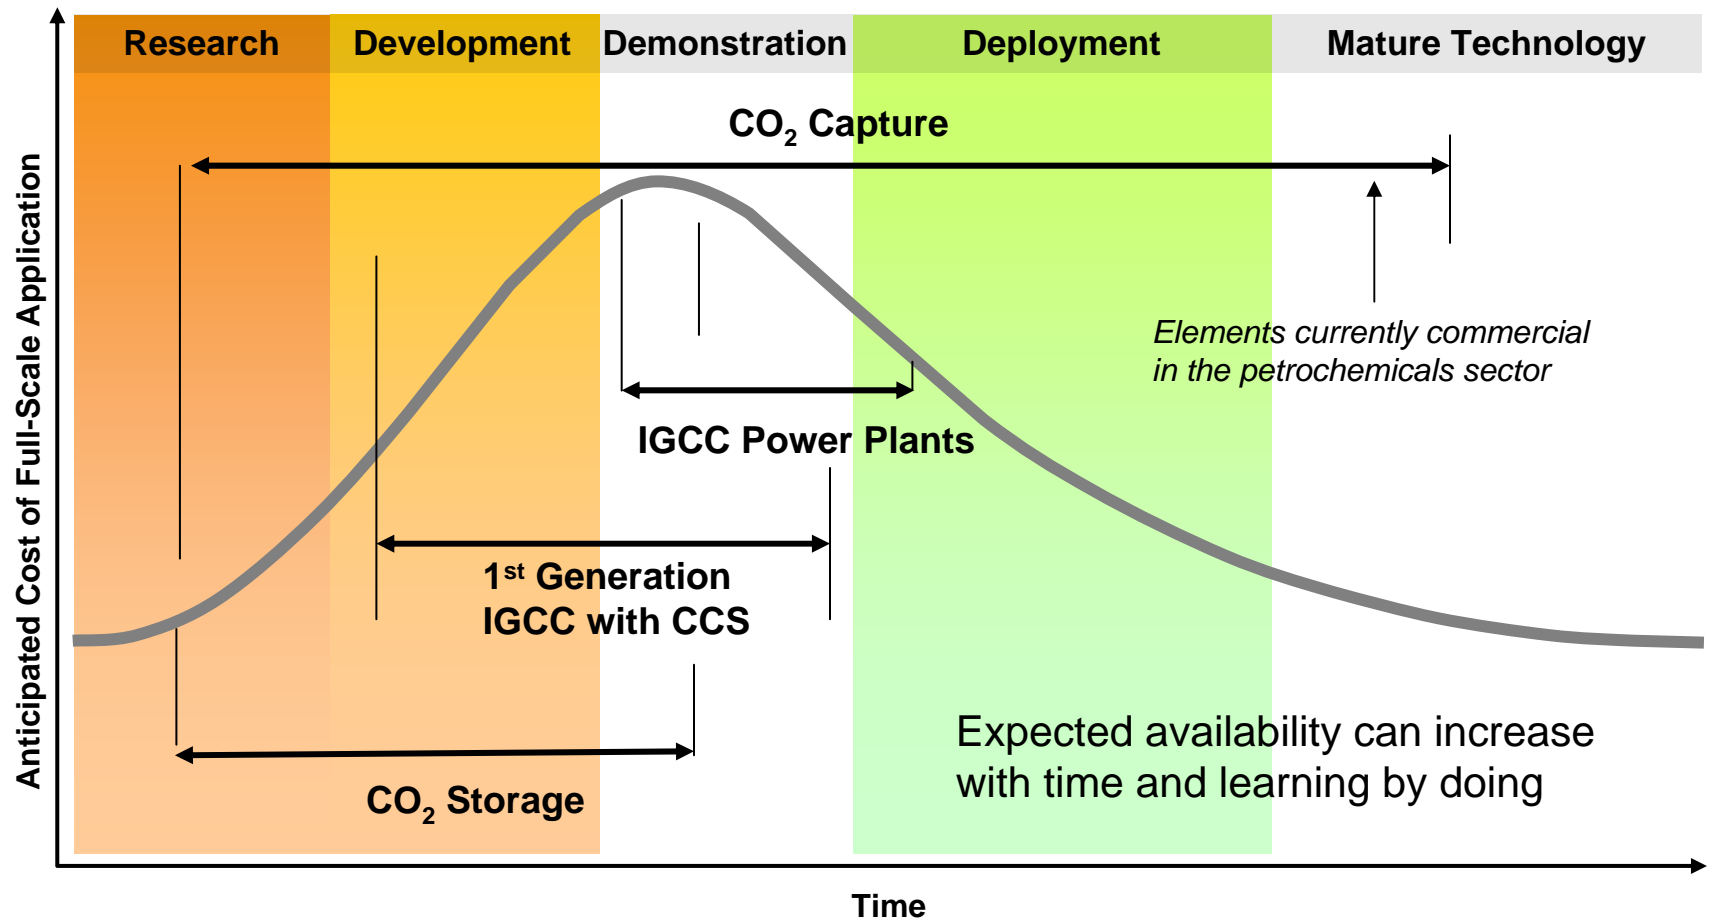 Research
Development
Demonstration
Deployment
Mature Technology
CO₂ Capture
Anticipated Cost of Full-Scale Application
Elements currently commercial
in the petrochemicals sector
IGCC Power Plants
1st Generation
IGCC with CCS
Expected availability can increase
with time and learning by doing
CO₂ Storage
Time